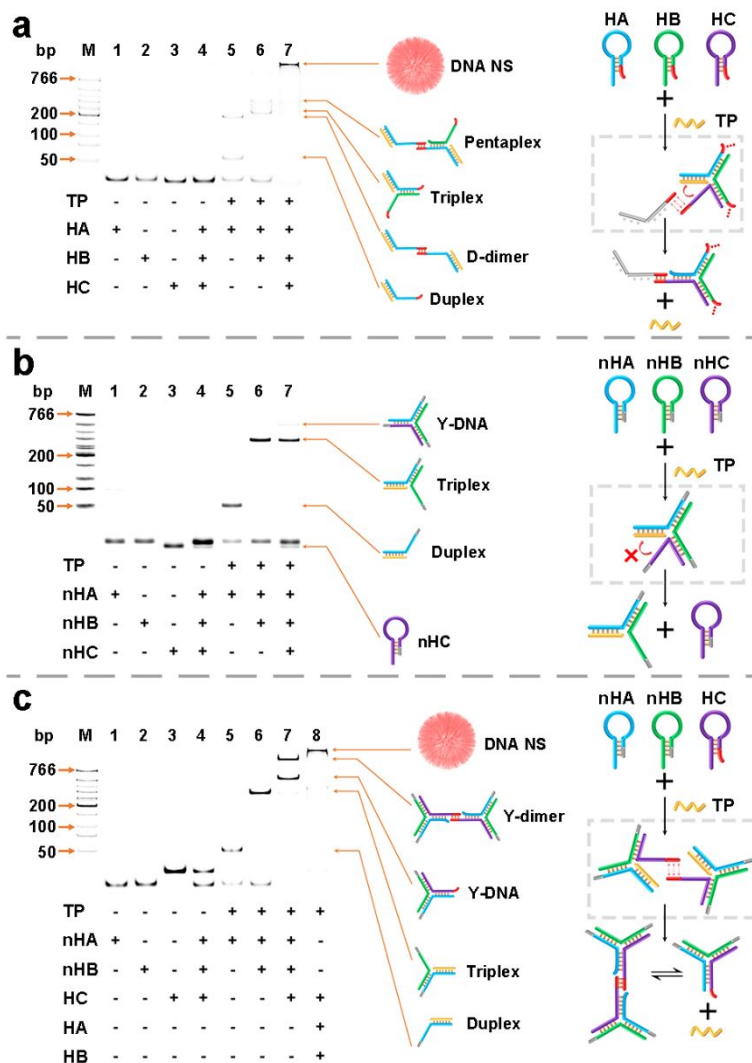 a
HA HB HC
bp M 1 2 3 4 5 6 7
766
200
100
50
DNA NS
Pentaplex
Triplex
D-dimer
Duplex
+
TP
+
TP - - - - + + +
HA + - - + + + +
HB - + - + - + +
HC - - + + - - +
b
nHA nHB nHC
bp M 1 2 3 4 5 6 7
766
200
100
50
Y-DNA
Triplex
Duplex
nHC
+
TP
×
+
TP - - - - + + +
nHA + - - + + + +
nHB - + - + - + +
nHC - - + + - - +
c
nHA nHB HC
bp M 1 2 3 4 5 6 7 8
766
200
100
50
DNA NS
Y-dimer
Y-DNA
Triplex
Duplex
+
TP
+
TP - - - - + + + +
nHA + - - + + + + -
nHB - + - + - + + -
HC - - + + - - + +
HA - - - - - - - +
HB - - - - - - - +